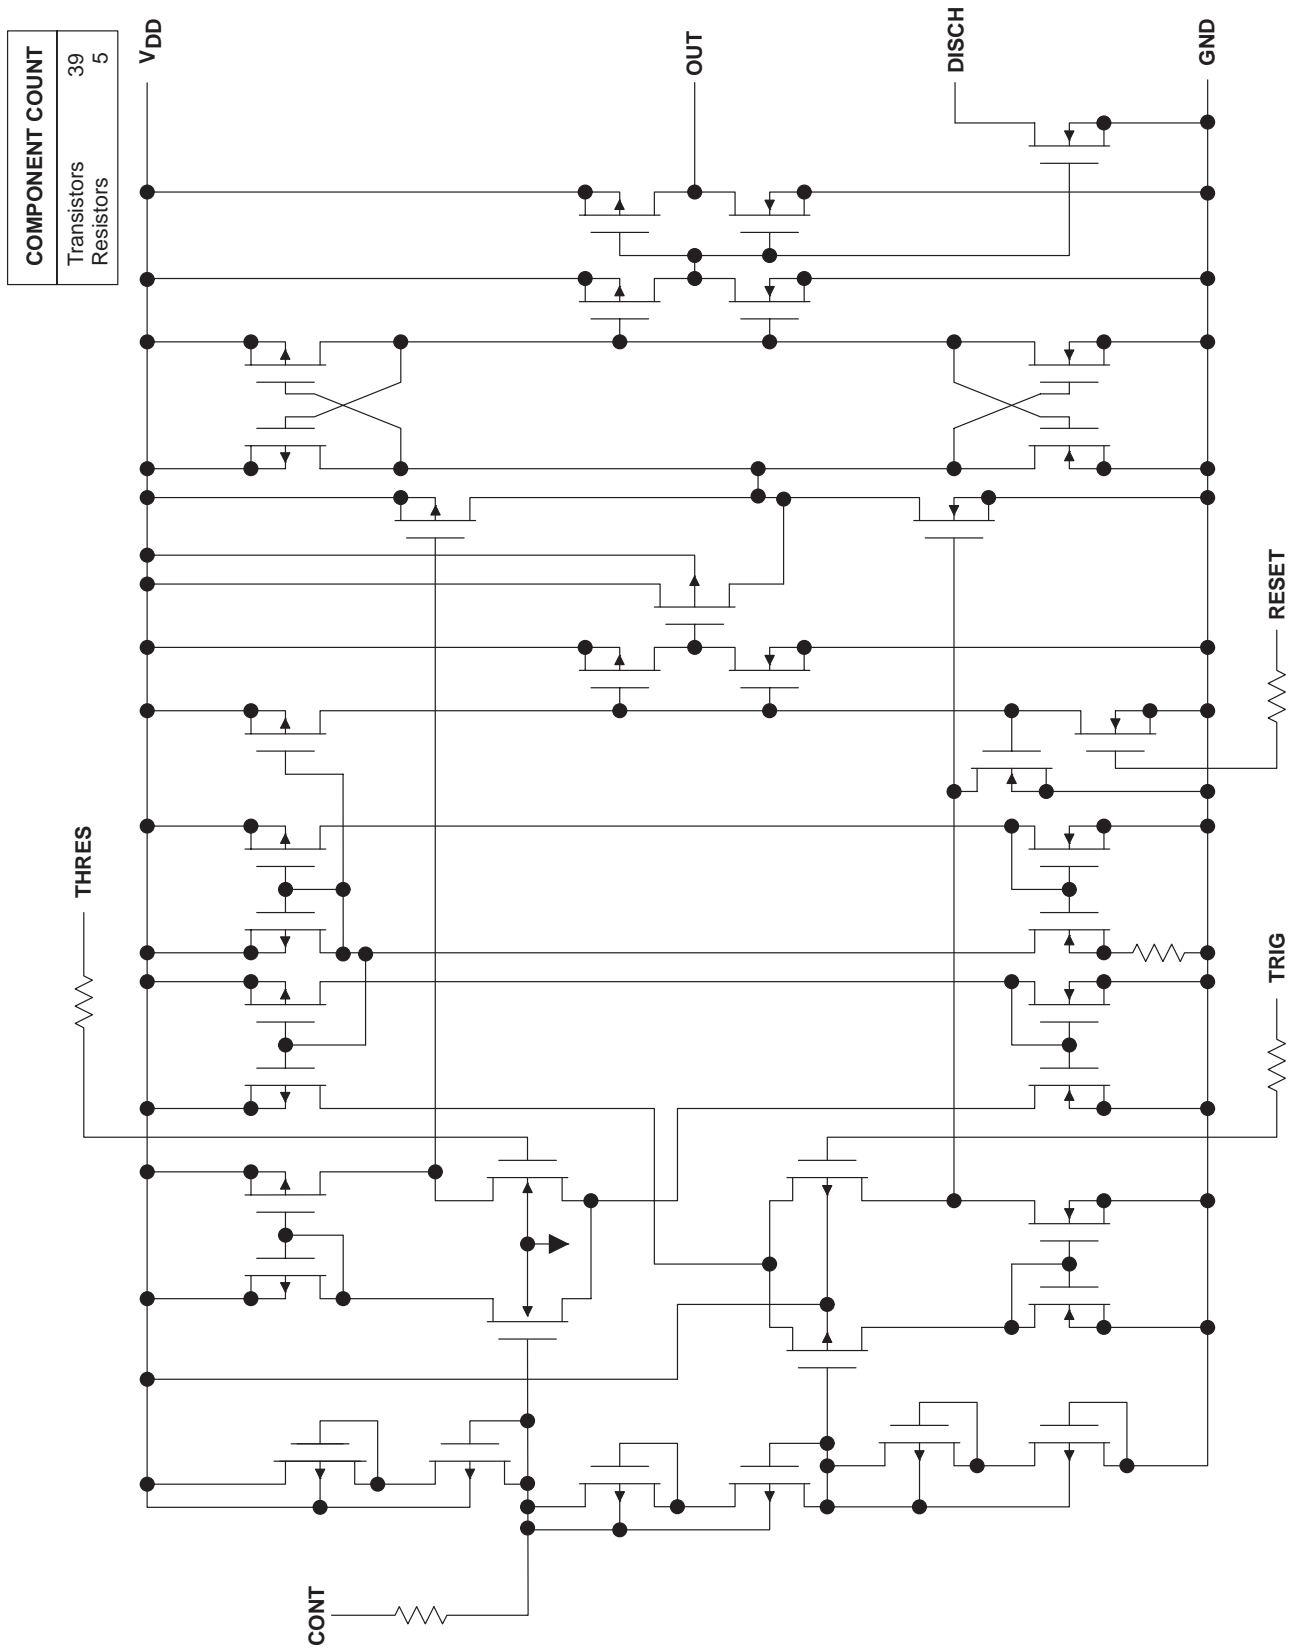 COMPONENT COUNT
Transistors 39
Resistors 5
VDD
OUT
DISCH
GND
RESET
THRES
TRIG
CONT